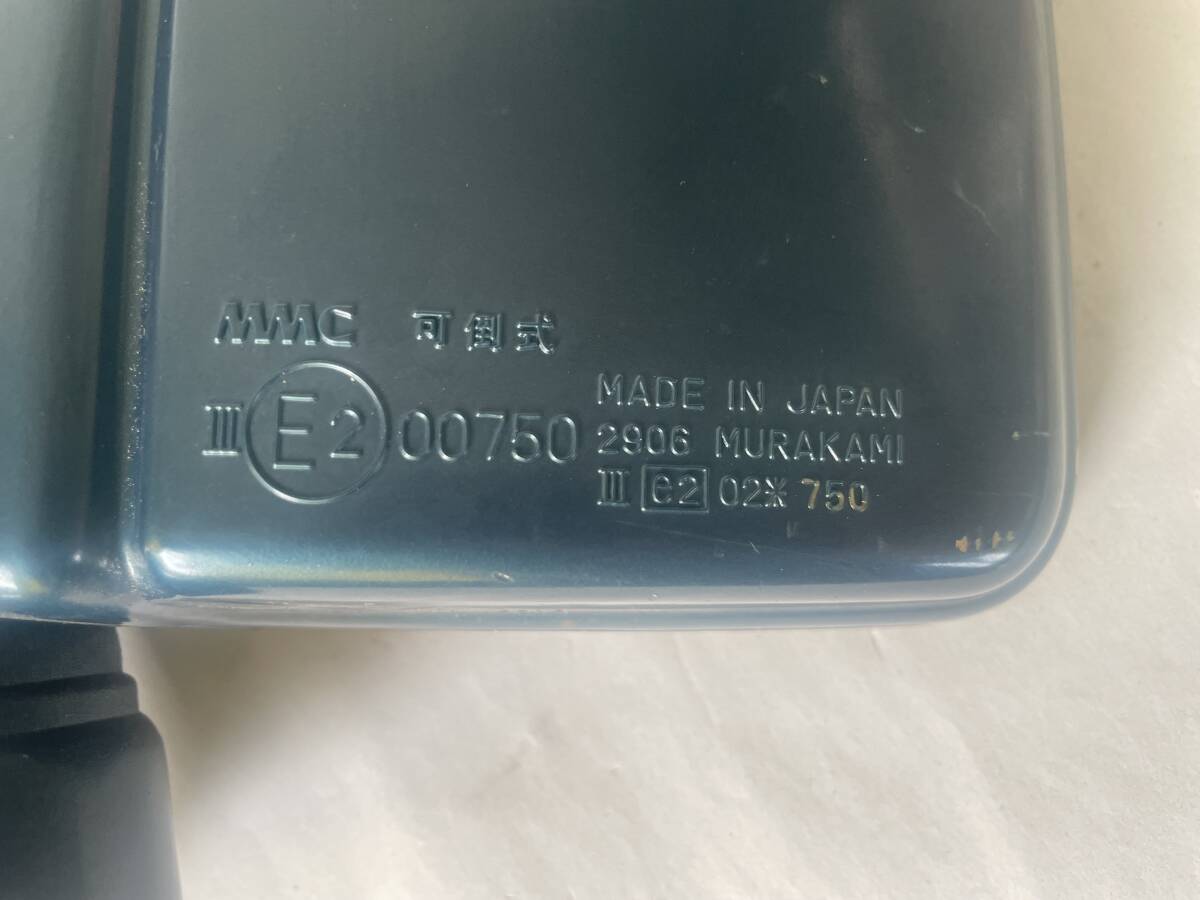 MMC 可倒式
III E2 00750
MADE IN JAPAN
2906 MURAKAMI
III e2 02※750